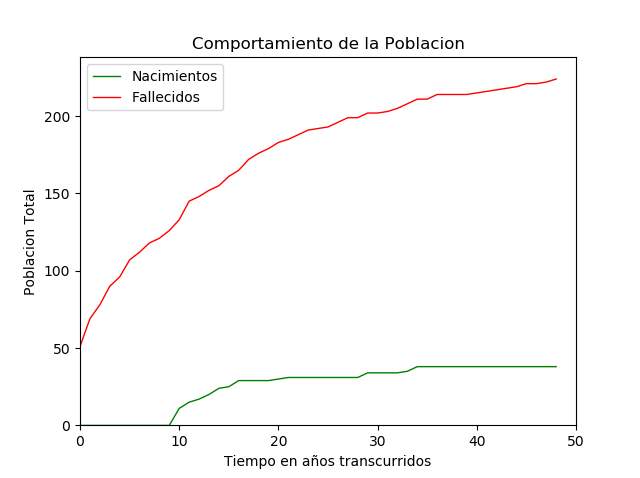 Comportamiento de la Poblacion
Nacimientos
Fallecidos
Poblacion Total
200
150
100
50
0
0 10 20 30 40 50
Tiempo en años transcurridos